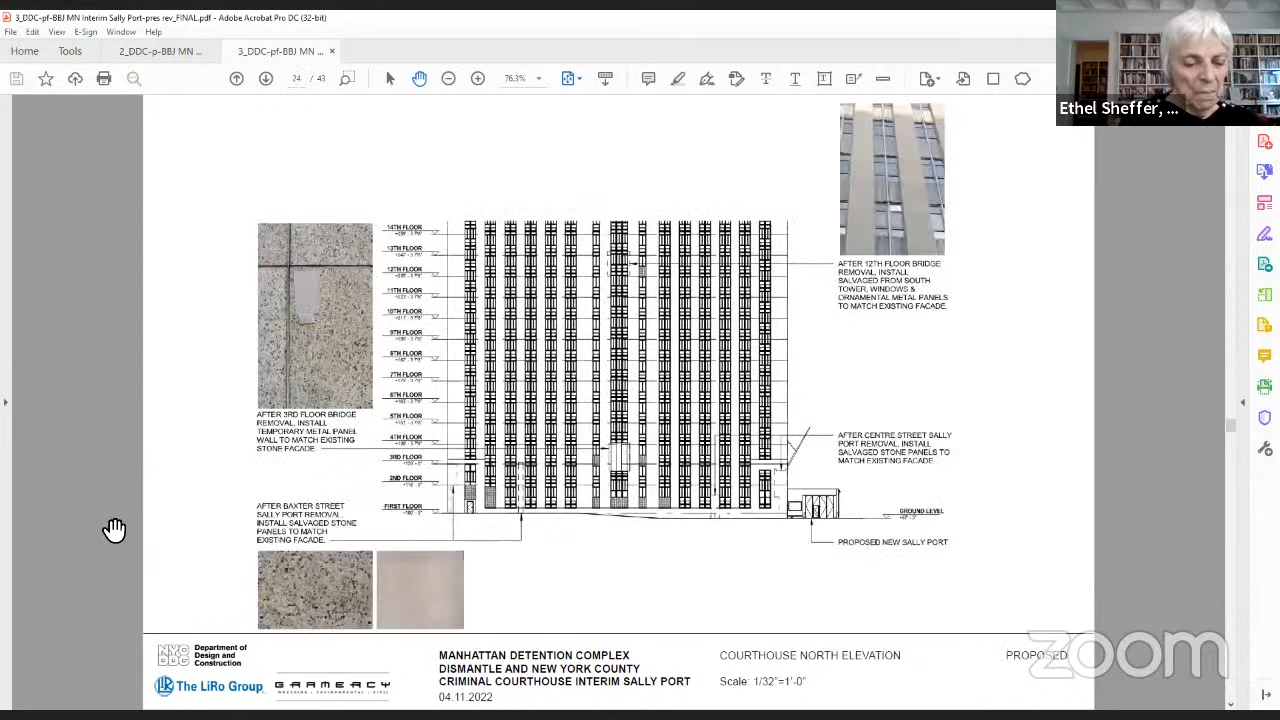 3_DDC-pf-BBJ MN Interim Sally Port-pres rev_FINAL.pdf - Adobe Acrobat Pro DC (32-bit)
File Edit View E-Sign Window Help
Home Tools 2_DDC-p-BBJ MN ... 3_DDC-pf-BBJ MN ... ×
24 / 43 76.3%
Ethel Sheffer, ...
14TH FLOOR
13TH FLOOR
12TH FLOOR
11TH FLOOR
10TH FLOOR
9TH FLOOR
8TH FLOOR
7TH FLOOR
6TH FLOOR
5TH FLOOR
4TH FLOOR
3RD FLOOR
2ND FLOOR
FIRST FLOOR
AFTER 12TH FLOOR BRIDGE
REMOVAL, INSTALL
SALVAGED FROM SOUTH
TOWER, WINDOWS &
ORNAMENTAL METAL PANELS
TO MATCH EXISTING FACADE.
AFTER 3RD FLOOR BRIDGE
REMOVAL, INSTALL
TEMPORARY METAL PANEL
WALL TO MATCH EXISTING
STONE FACADE.
AFTER CENTRE STREET SALLY
PORT REMOVAL, INSTALL
SALVAGED STONE PANELS TO
MATCH EXISTING FACADE
AFTER BAXTER STREET
SALLY PORT REMOVAL,
INSTALL SALVAGED STONE
PANELS TO MATCH
EXISTING FACADE.
GROUND LEVEL
PROPOSED NEW SALLY PORT
NYC DDC
Department of
Design and
Construction
The LiRo Group
GRAMERCY
WRECKING - ENVIRONMENTAL - CIVIL
MANHATTAN DETENTION COMPLEX
DISMANTLE AND NEW YORK COUNTY
CRIMINAL COURTHOUSE INTERIM SALLY PORT
04.11.2022
COURTHOUSE NORTH ELEVATION
Scale: 1/32"=1'-0"
PROPOSED
zoom